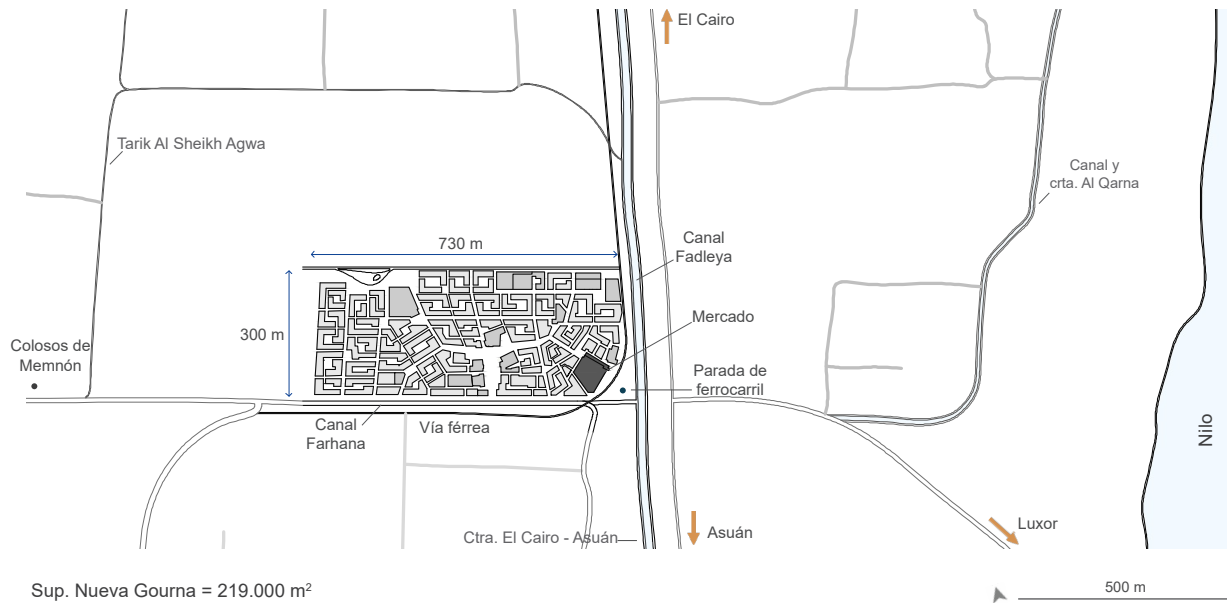 El Cairo
Tarik Al Sheikh Agwa
Canal y
crta. Al Qarna
730 m
Canal
Fadleya
300 m
Mercado
Colosos de
Memnón
Parada de
ferrocarril
Canal
Farhana
Vía férrea
Nilo
Ctra. El Cairo - Asuán
Asuán
Luxor
Sup. Nueva Gourna = 219.000 m²
500 m